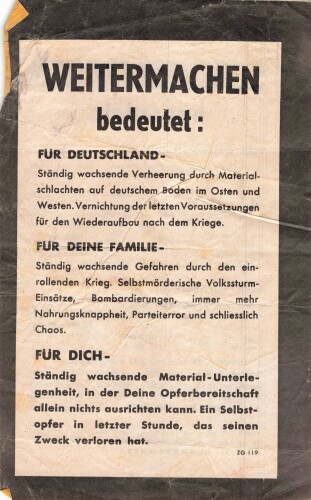 WEITERMACHEN
bedeutet:
FÜR DEUTSCHLAND-
Ständig wachsende Verheerung durch Material-
schlachten auf deutschem Boden im Osten und
Westen. Vernichtung der letzten Voraussetzungen
für den Wiederaufbau nach dem Kriege.
FÜR DEINE FAMILIE-
Ständig wachsende Gefahren durch den ein-
rollenden Krieg. Selbstmörderische Volkssturm-
Einsätze, Bombardierungen, immer mehr
Nahrungsknappheit, Parteiterror und schliesslich
Chaos.
FÜR DICH-
Ständig wachsende Material-Unterle-
genheit, in der Deine Opferbereitschaft
allein nichts ausrichten kann. Ein Selbst-
opfer in letzter Stunde, das seinen
Zweck verloren hat.
ZG 119